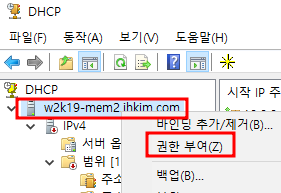 DHCP
파일(F) 동작(A) 보기(V) 도움말(H)
DHCP
w2k19-mem2.ihkim.com
시작 IP 주
바인딩 추가/제거(B)...
IPv4
권한 부여(Z)
서버 옵
범위 [1
백업(B)...
주소